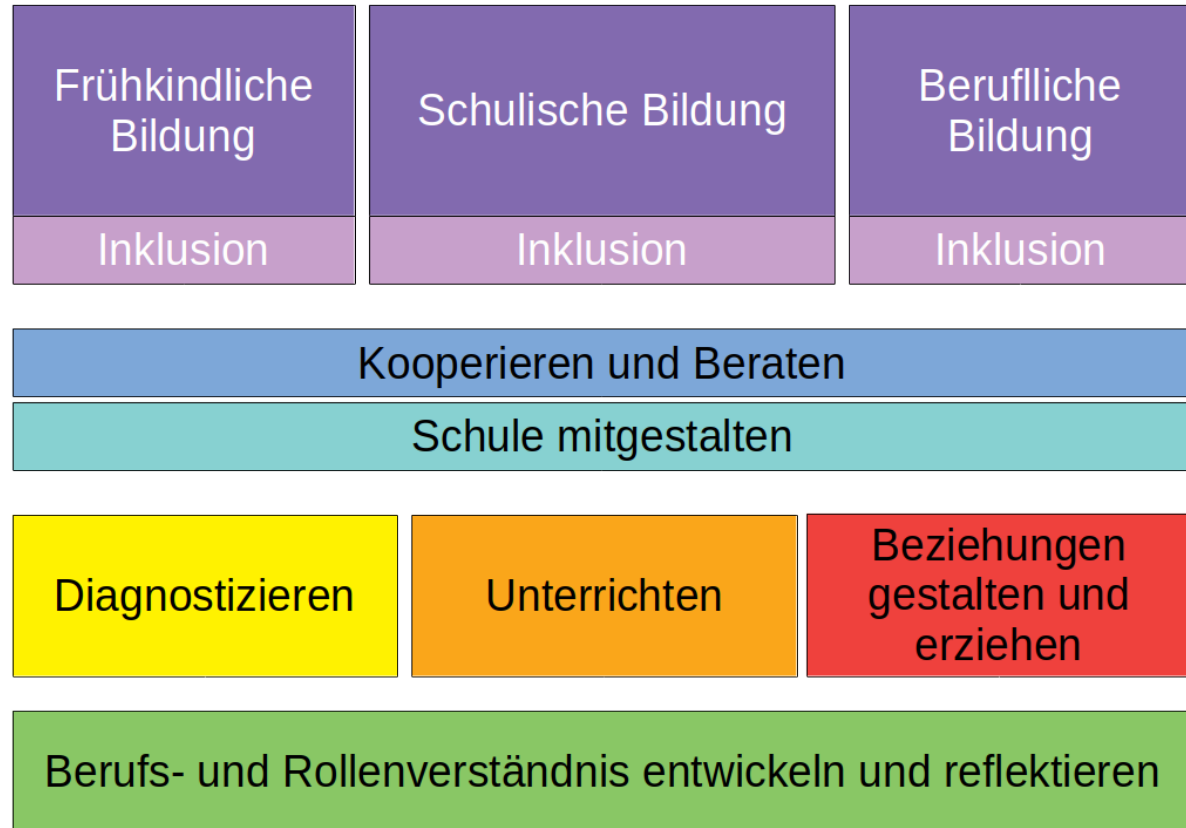 Frühkindliche
Bildung
Schulische Bildung
Beruflliche
Bildung
Inklusion
Inklusion
Inklusion
Kooperieren und Beraten
Schule mitgestalten
Diagnostizieren
Unterrichten
Beziehungen
gestalten und
erziehen
Berufs- und Rollenverständnis entwickeln und reflektieren